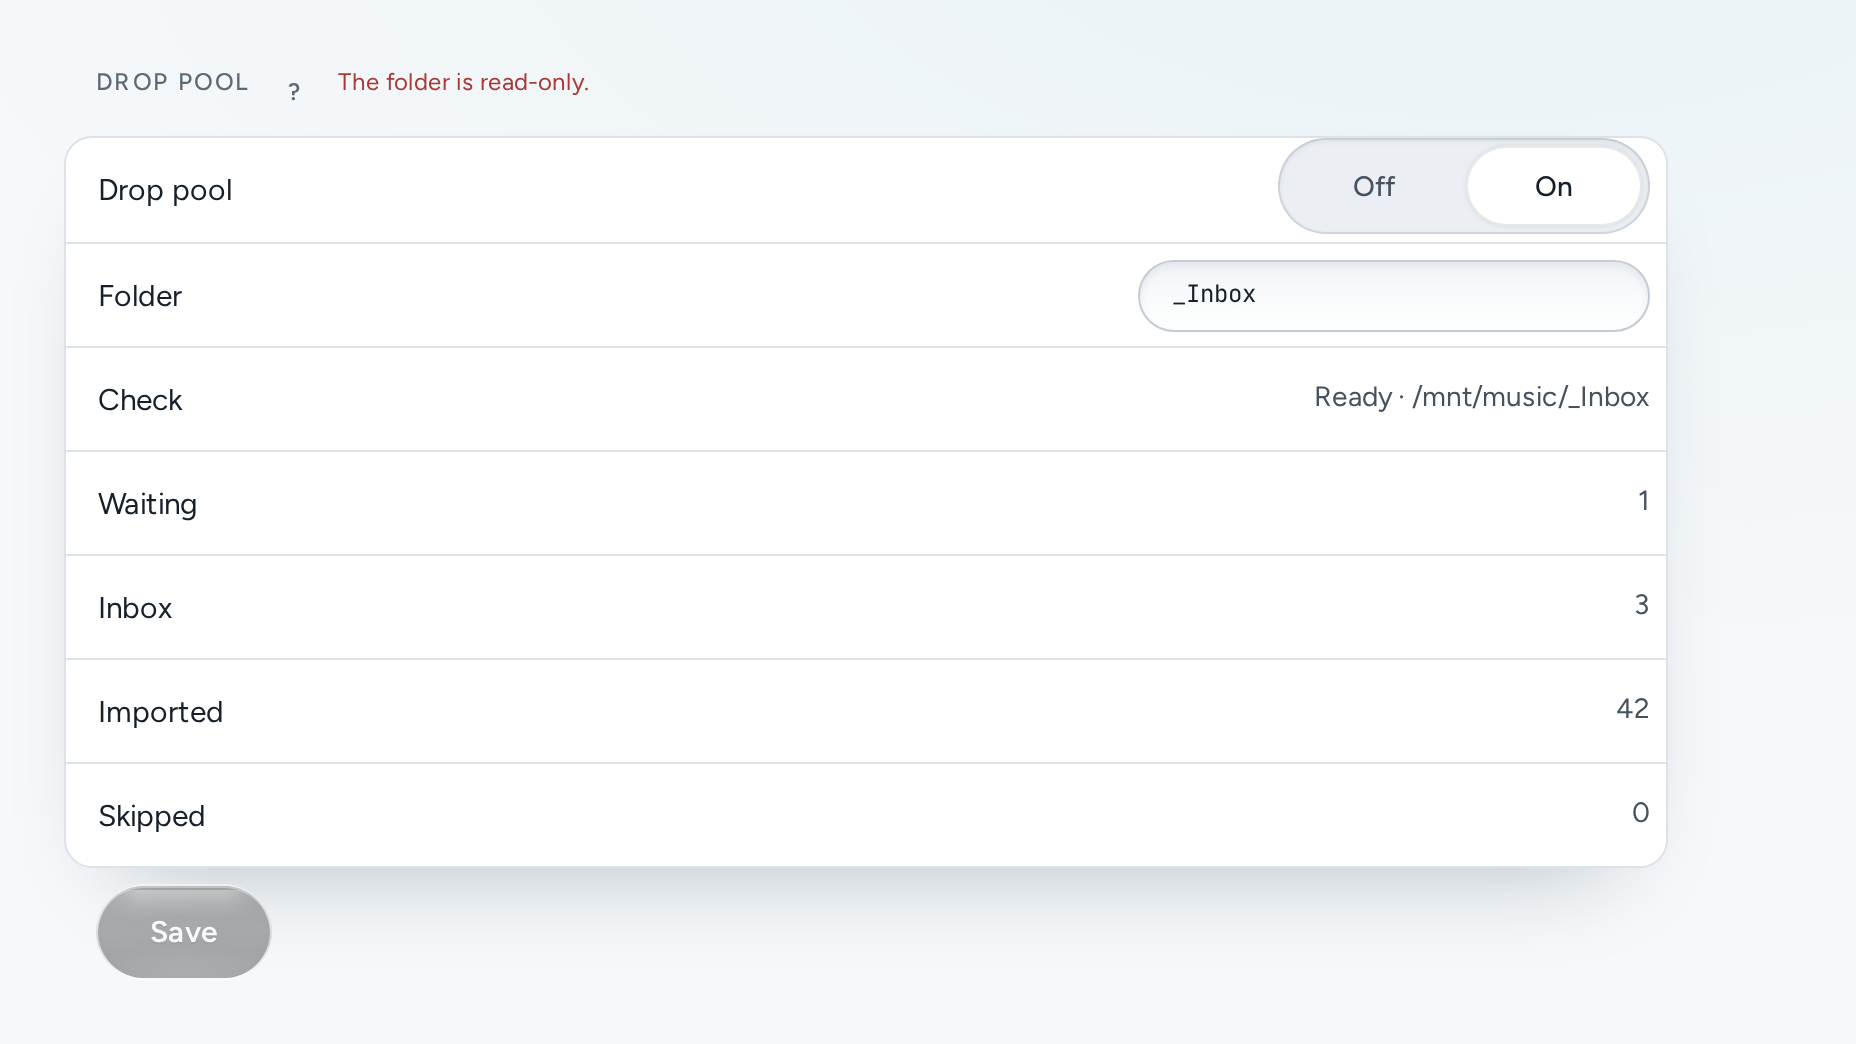 DROP POOL ? The folder is read-only.
Drop pool Off On
Folder _Inbox
Check Ready · /mnt/music/_Inbox
Waiting 1
Inbox 3
Imported 42
Skipped 0
Save